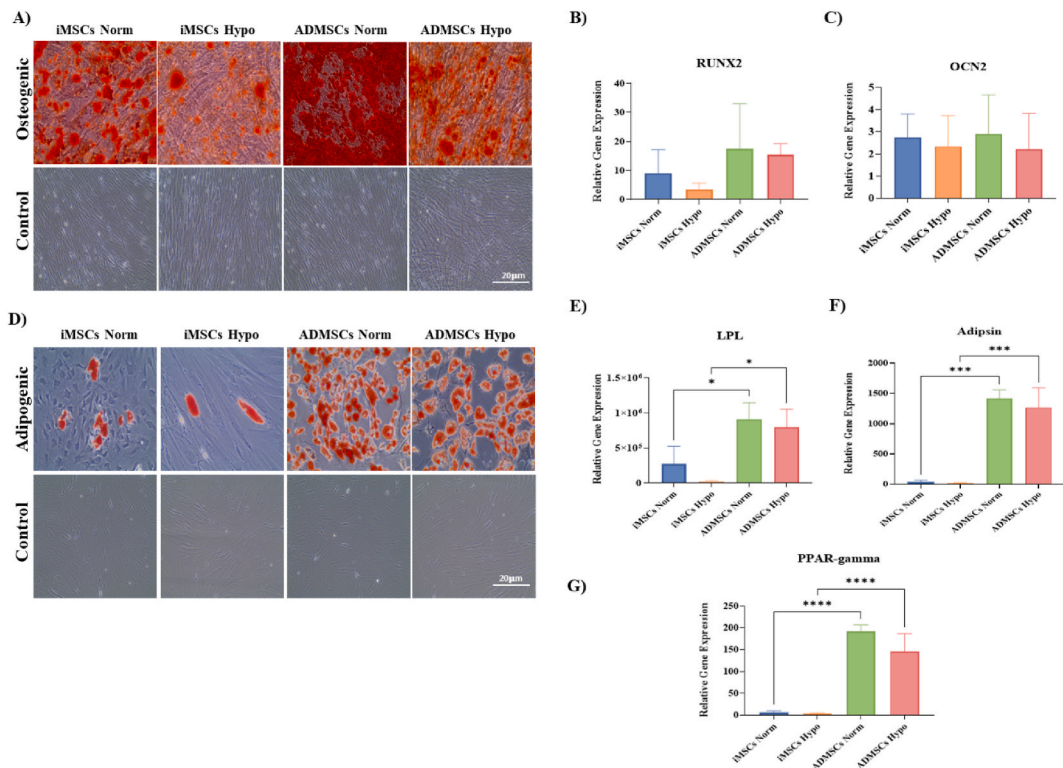 A)
iMSCs Norm iMSCs Hypo ADMSCs Norm ADMSCs Hypo
Osteogenic
Control
20µm
B)
RUNX2
Relative Gene Expression
40
30
20
10
0
iMSCs Norm
iMSCs Hypo
ADMSCs Norm
ADMSCs Hypo
C)
OCN2
Relative Gene Expression
5
4
3
2
1
0
iMSCs Norm
iMSCs Hypo
ADMSCs Norm
ADMSCs Hypo
D)
iMSCs Norm iMSCs Hypo ADMSCs Norm ADMSCs Hypo
Adipogenic
Control
20µm
E)
LPL
Relative Gene Expression
1.5×10⁶
1×10⁶
5×10⁵
0
*
*
iMSCs Norm
iMSCs Hypo
ADMSCs Norm
ADMSCs Hypo
F)
Adipsin
Relative Gene Expression
2000
1500
1000
500
0
***
***
iMSCs Norm
iMSCs Hypo
ADMSCs Norm
ADMSCs Hypo
G)
PPAR-gamma
Relative Gene Expression
250
200
150
100
50
0
****
****
iMSCs Norm
iMSCs Hypo
ADMSCs Norm
ADMSCs Hypo